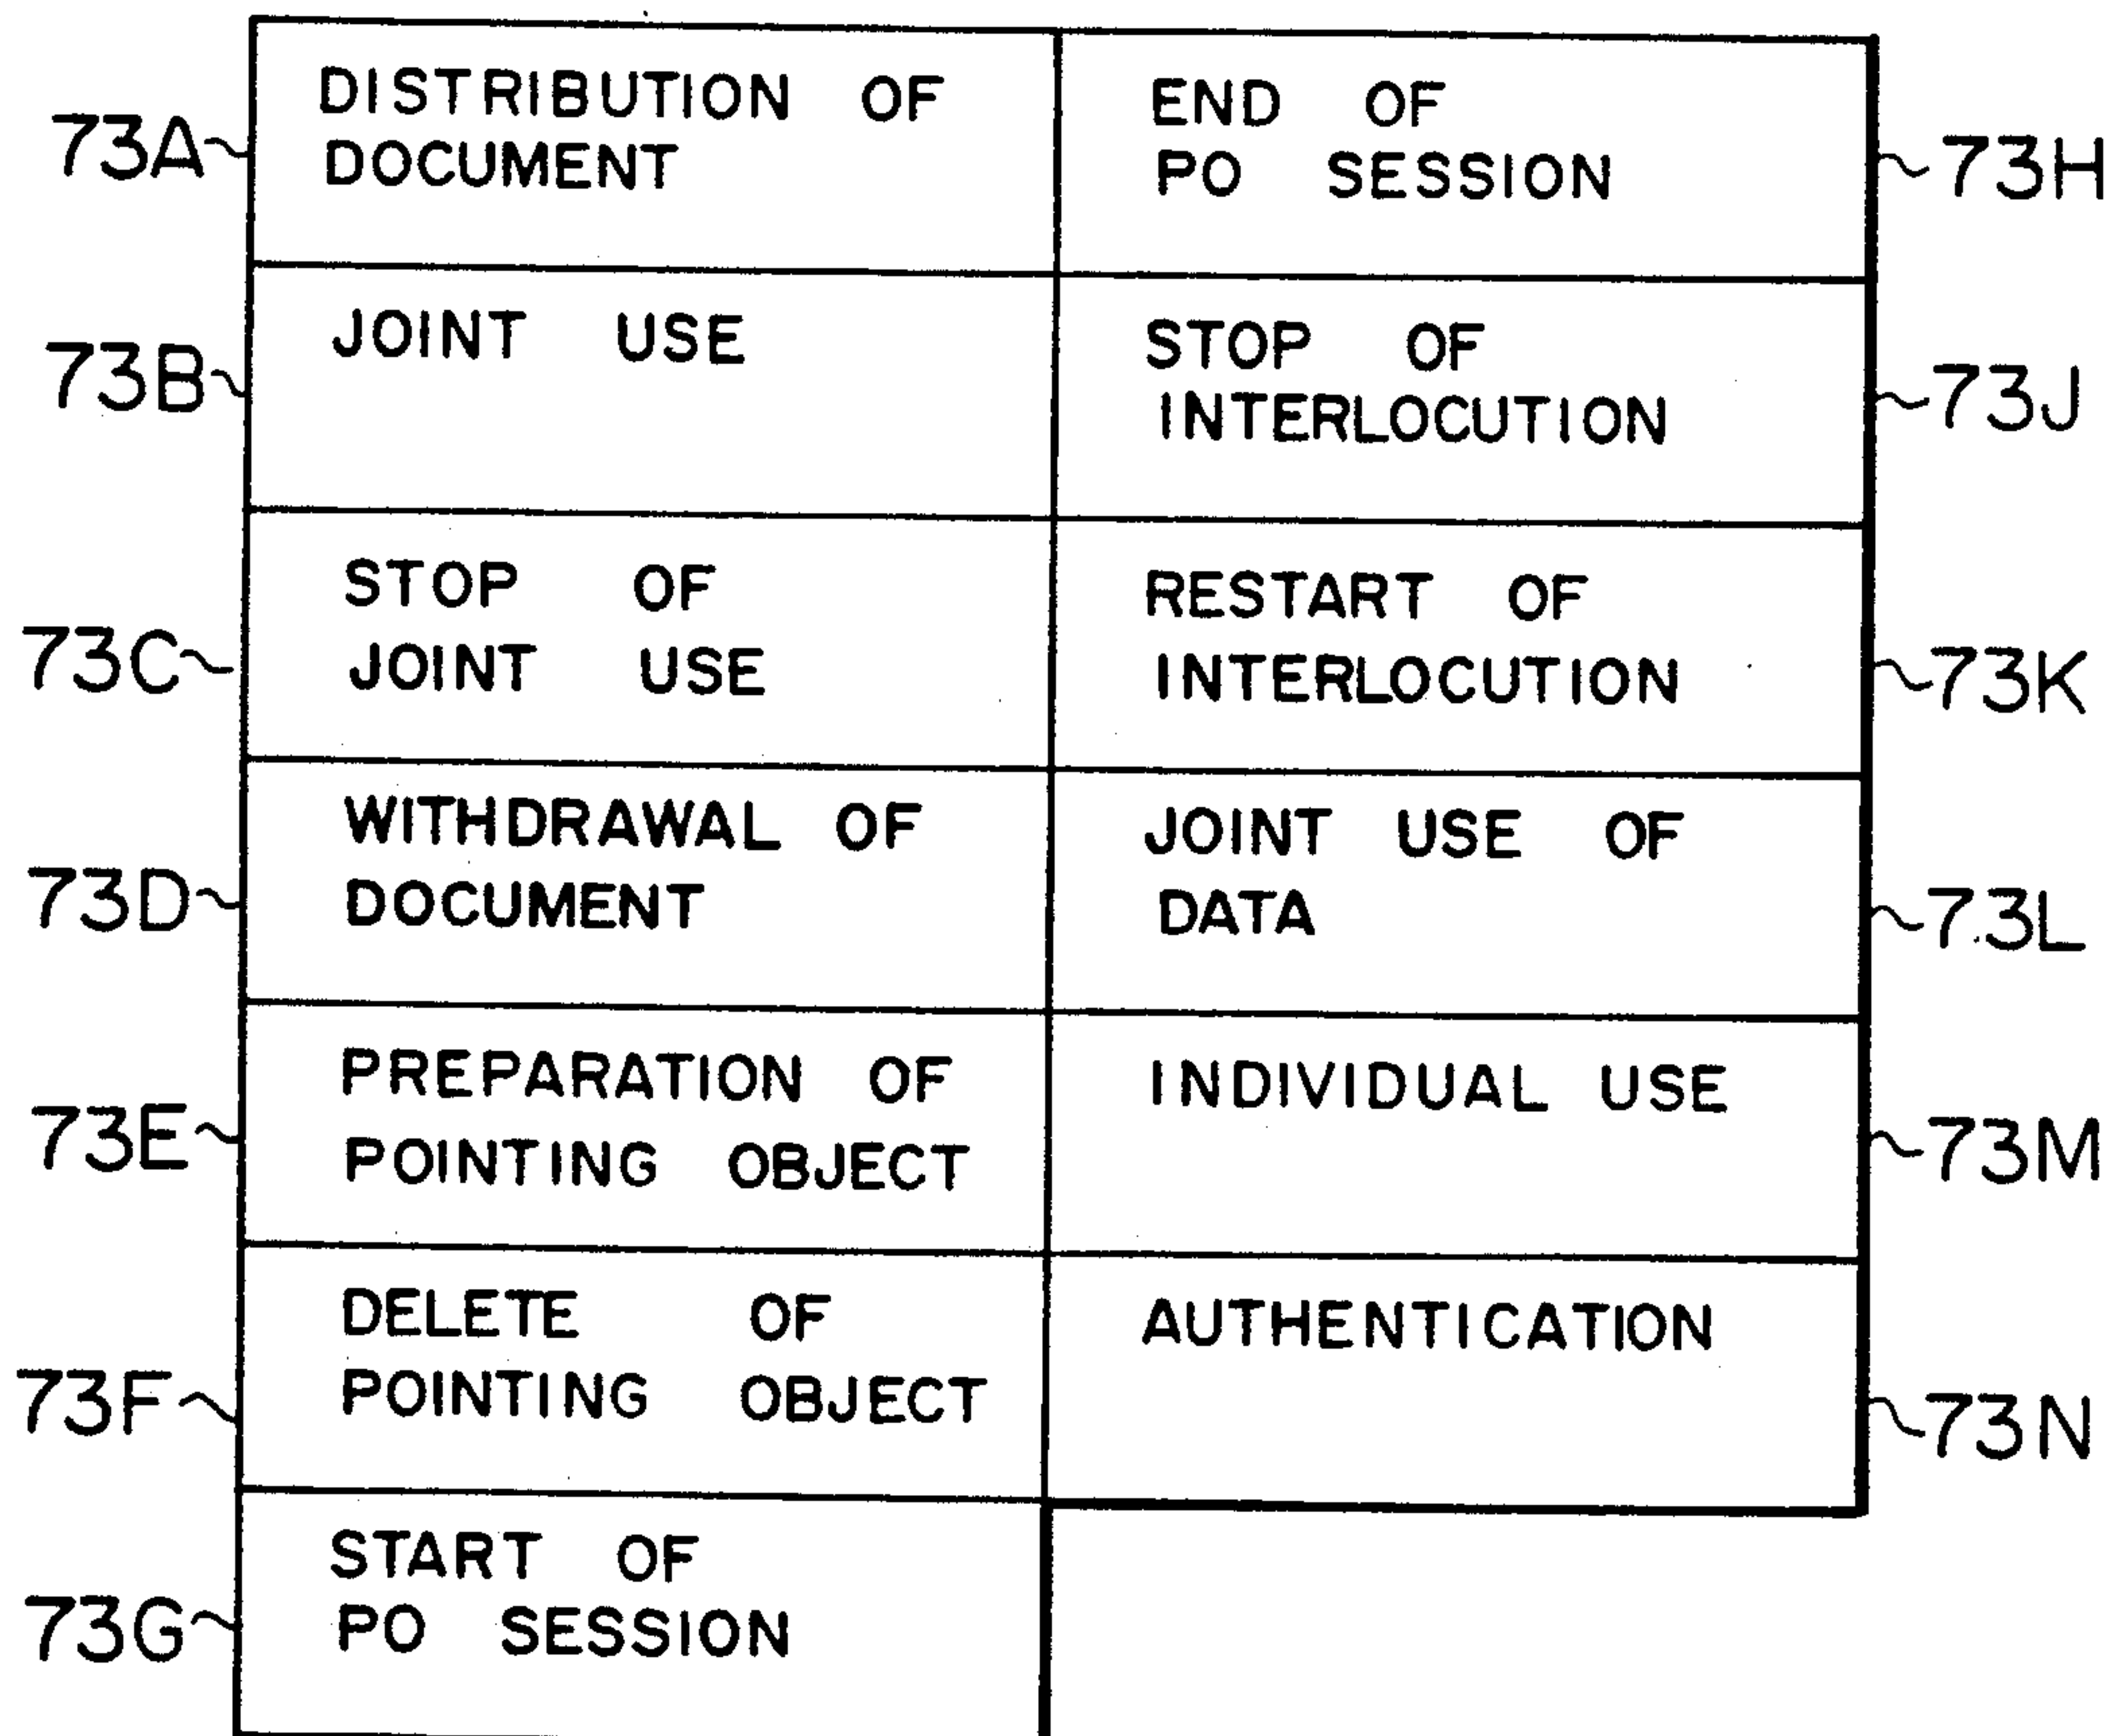 73A
DISTRIBUTION OF
DOCUMENT
END OF
PO SESSION
73H
73B
JOINT USE
STOP OF
INTERLOCUTION
73J
73C
STOP OF
JOINT USE
RESTART OF
INTERLOCUTION
73K
73D
WITHDRAWAL OF
DOCUMENT
JOINT USE OF
DATA
73L
73E
PREPARATION OF
POINTING OBJECT
INDIVIDUAL USE
73M
73F
DELETE OF
POINTING OBJECT
AUTHENTICATION
73N
73G
START OF
PO SESSION